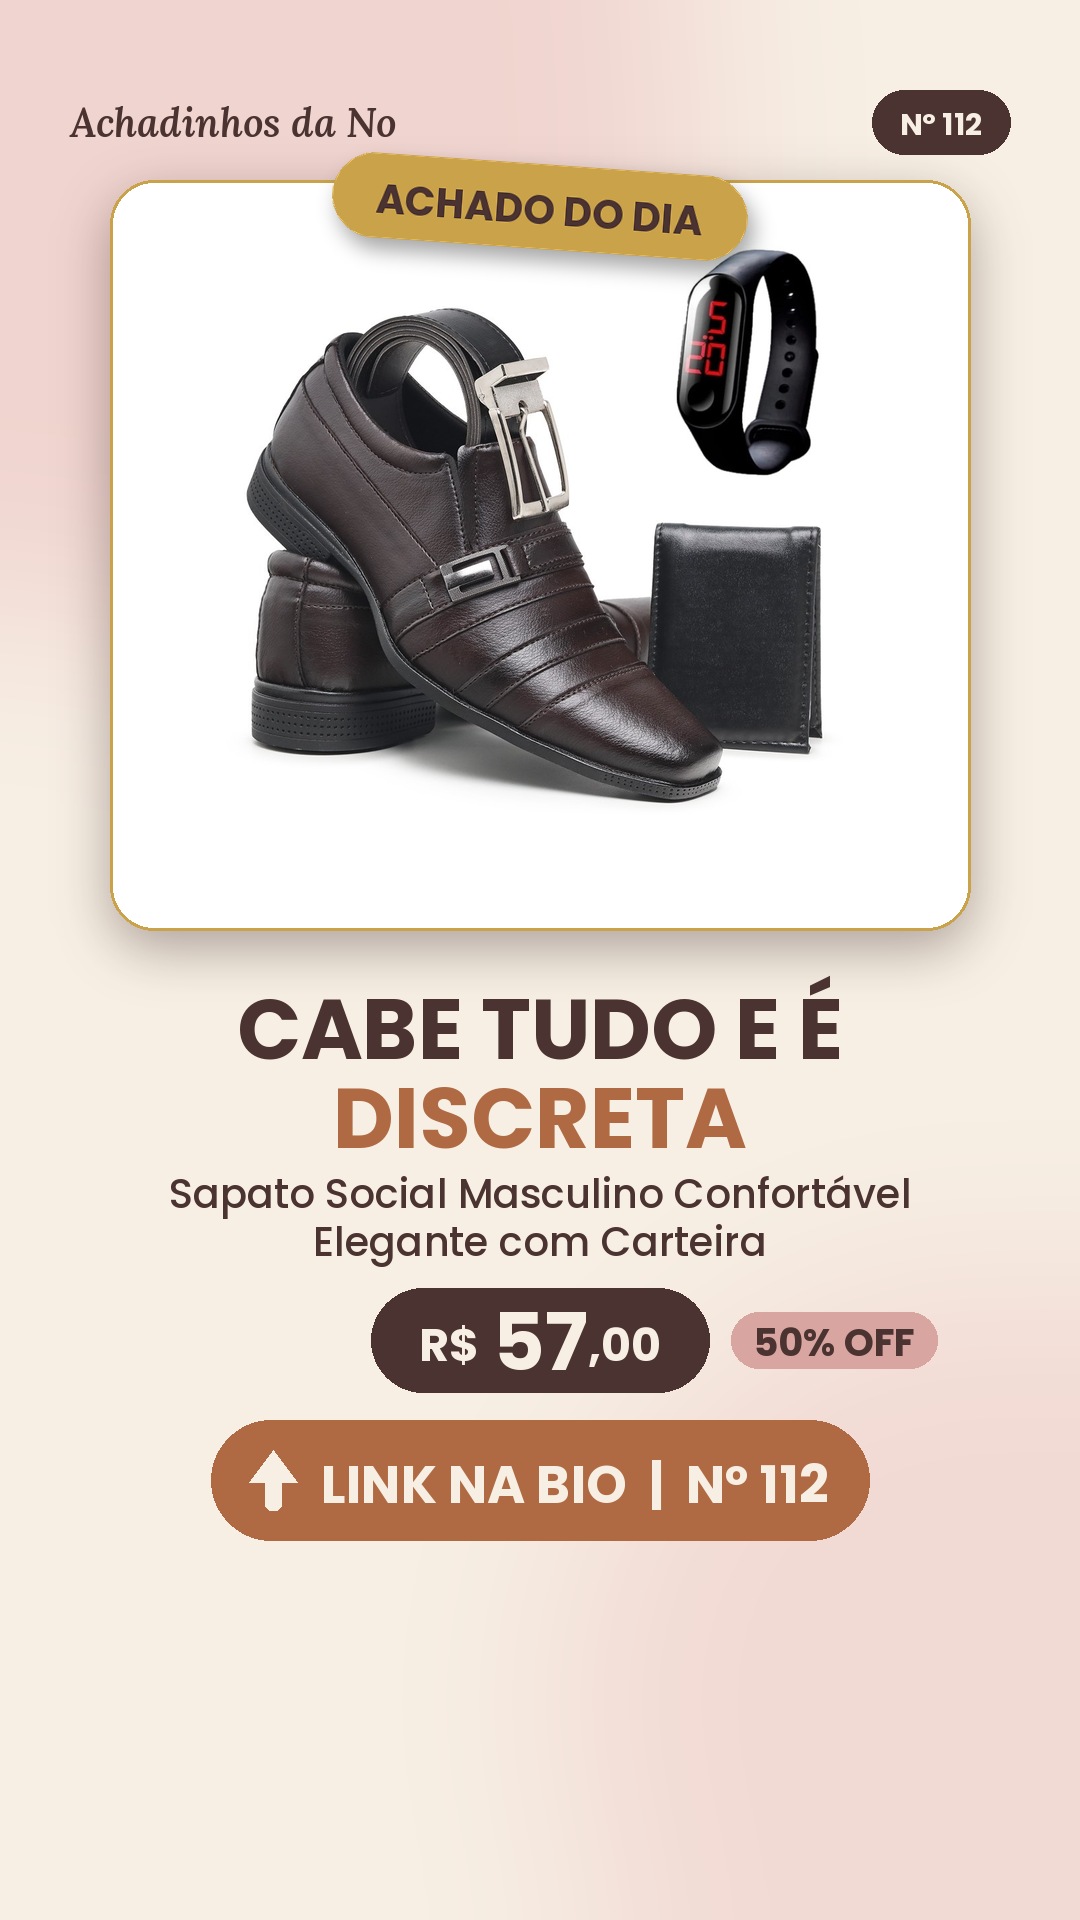 Achadinhos da No
Nº 112
ACHADO DO DIA
CABE TUDO E É
DISCRETA
Sapato Social Masculino Confortável
Elegante com Carteira
R$ 57,00
50% OFF
LINK NA BIO | Nº 112